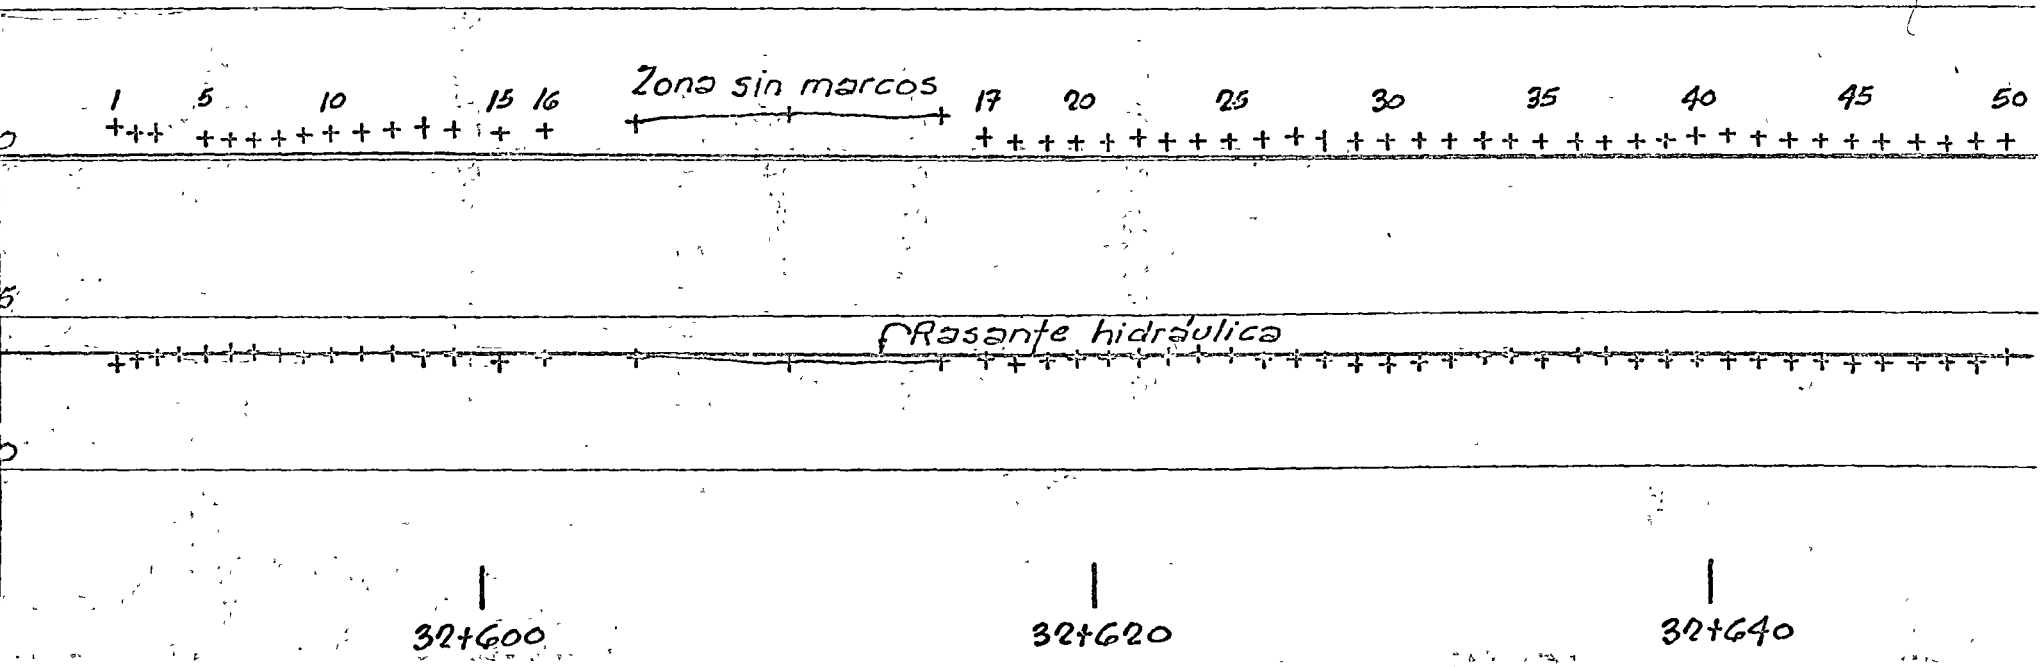 Zona sin marcos
1 5 10 15 16 17 20 25 30 35 40 45 50
Rasante hidráulica
32+600 32+620 32+640